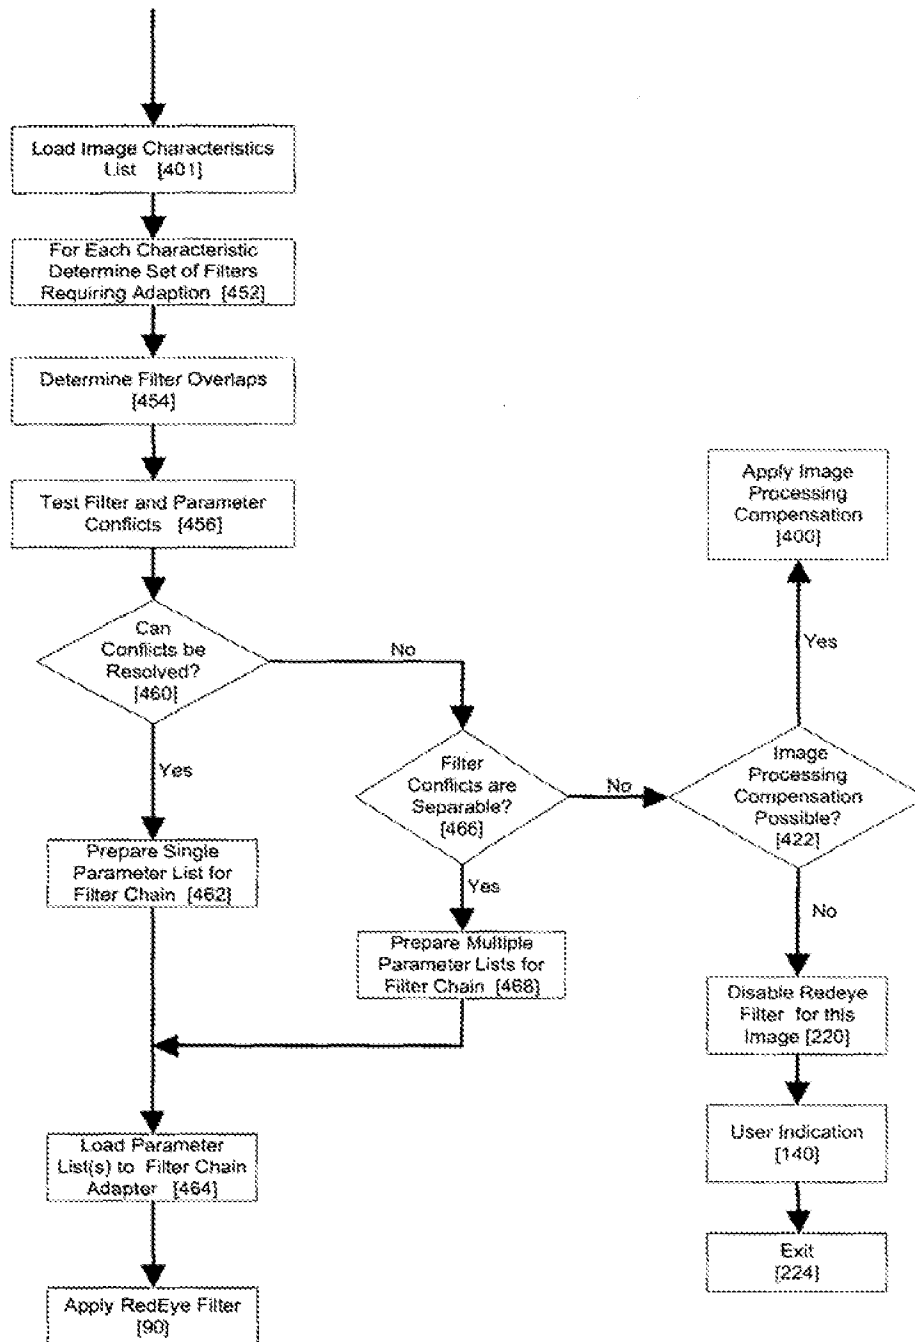 Load Image Characteristics
List [401]
For Each Characteristic
Determine Set of Filters
Requiring Adaption [452]
Determine Filter Overlaps
[454]
Test Filter and Parameter
Conflicts [456]
Can
Conflicts be
Resolved?
[460]
No
Yes
Filter
Conflicts are
Separable?
[466]
No
Yes
Image
Processing
Compensation
Possible?
[422]
Yes
No
Apply Image
Processing
Compensation
[400]
Prepare Single
Parameter List for
Filter Chain [462]
Prepare Multiple
Parameter Lists for
Filter Chain [468]
Disable Redeye
Filter for this
Image [220]
User Indication
[140]
Exit
[224]
Load Parameter
List(s) to Filter Chain
Adapter [464]
Apply RedEye Filter
[90]